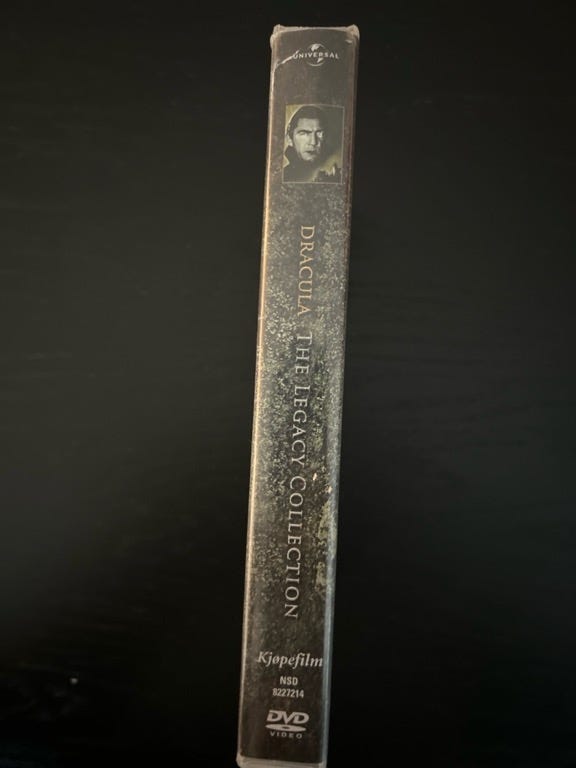 UNIVERSAL
DRACULA THE LEGACY COLLECTION
Kjøpefilm
NSD
8227214
DVD
VIDEO